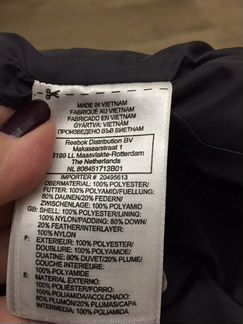 MADE IN VIETNAM
FABRIQUÉ AU VIETNAM
FABRICADO EN VIETNAM
GYÁRTVA: VIETNAM
ПРОИЗВЕДЕНО ВЪВ ВИЕТНАМ
Reebok Distribution BV
Makassarstraat 1
3199 LL Maasvlakte-Rotterdam
The Netherlands
NL 808451713B01
IMPORTER # 20495613
OBERMATERIAL: 100% POLYESTER/
FUTTER: 100% POLYAMID/FUELLUNG:
80% DAUNEN/20% FEDERN/
ZWISCHENLAGE: 100% POLYAMID
GB: SHELL: 100% POLYESTER/LINING:
100% NYLON/PADDING: 80% DOWN/
20% FEATHER/INTERLAYER:
100% NYLON
F: EXTERIEUR: 100% POLYESTER/
DOUBLURE: 100% POLYAMIDE/
OUATINE: 80% DUVET/20% PLUME/
COUCHE INTERIEURE:
100% POLYAMIDE
E: MATERIAL EXTERNO:
100% POLIÉSTER/FORRO:
100% POLIAMIDA/ACOLCHADO:
80% PLUMÓN/20% PLUMA/CAPA
INTERMEDIA: 100% POLIAMIDA